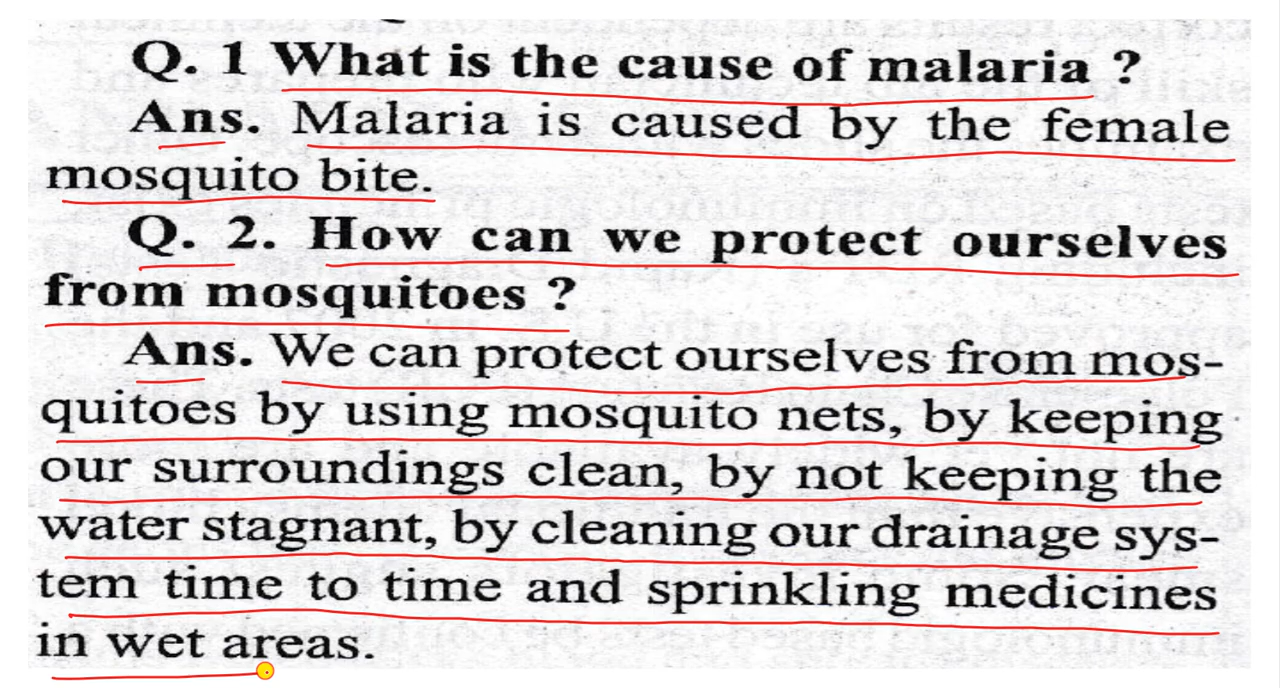 Q. 1 What is the cause of malaria ?
Ans. Malaria is caused by the female
mosquito bite.
Q. 2. How can we protect ourselves
from mosquitoes ?
Ans. We can protect ourselves from mos-
quitoes by using mosquito nets, by keeping
our surroundings clean, by not keeping the
water stagnant, by cleaning our drainage sys-
tem time to time and sprinkling medicines
in wet areas.